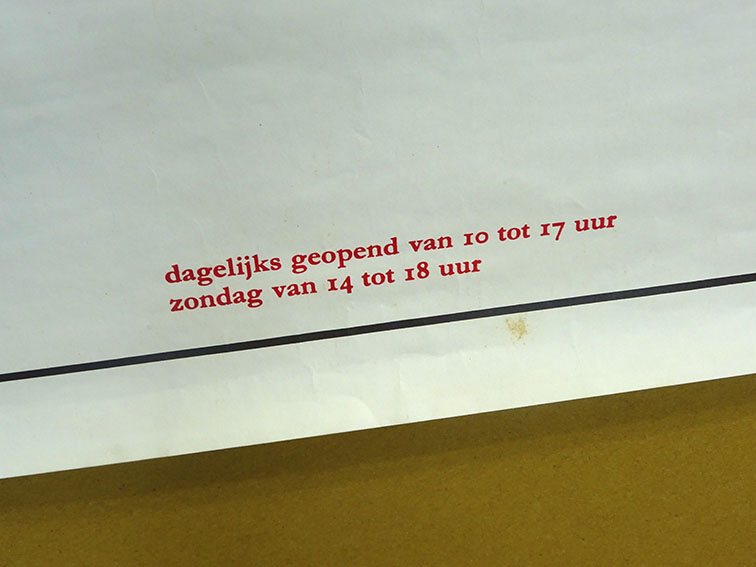 dagelijks geopend van 10 tot 17 uur
zondag van 14 tot 18 uur